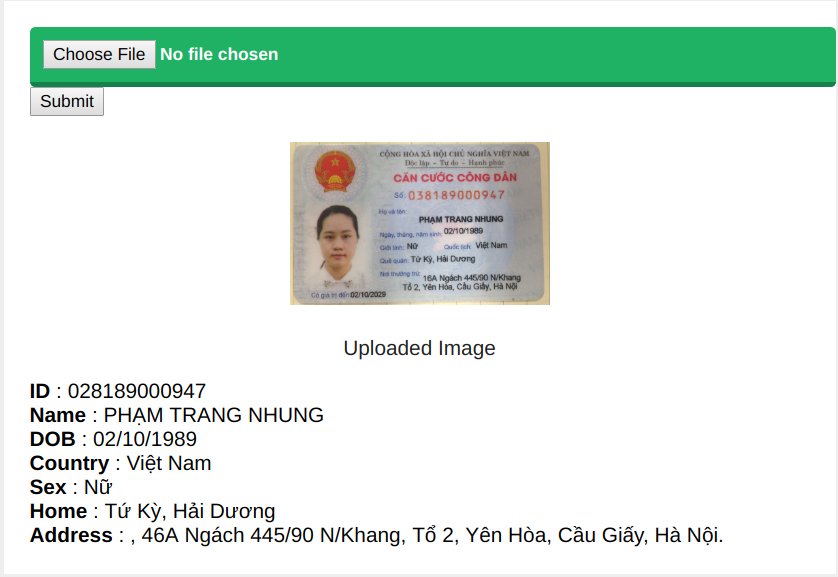 Choose File No file chosen
Submit
CỘNG HÒA XÃ HỘI CHỦ NGHĨA VIỆT NAM
Độc lập - Tự do - Hanh phúc
CĂN CƯỚC CÔNG DÂN
Số: 038189000947
Họ và tên:
PHẠM TRANG NHUNG
Ngày, tháng, năm sinh: 02/10/1989
Giới tính: Nữ Quốc tịch: Việt Nam
Quê quán: Tứ Kỳ, Hải Dương
Nơi thường trú: 16A Ngách 445/90 N/Khang
Tổ 2, Yên Hòa, Cầu Giấy, Hà Nội
Có giá trị đến: 02/10/2029
Uploaded Image
ID : 028189000947
Name : PHẠM TRANG NHUNG
DOB : 02/10/1989
Country : Việt Nam
Sex : Nữ
Home : Tứ Kỳ, Hải Dương
Address : , 46A Ngách 445/90 N/Khang, Tổ 2, Yên Hòa, Cầu Giấy, Hà Nội.